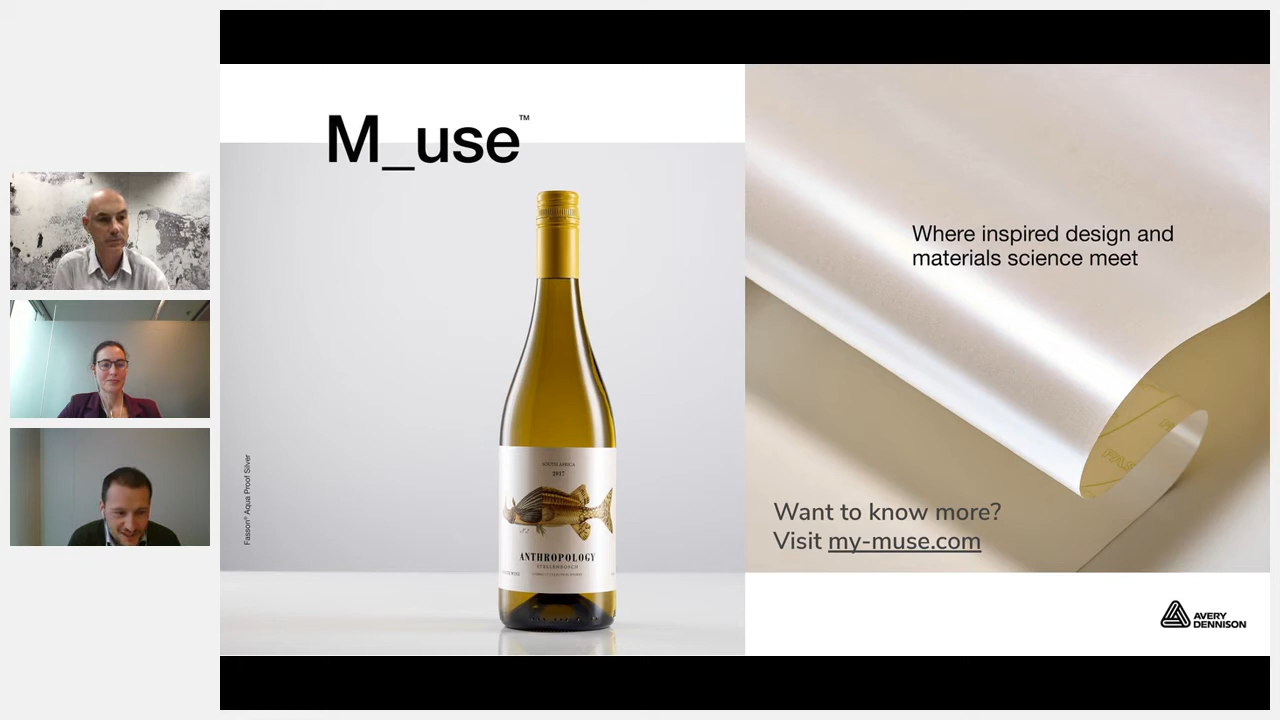 M_use™
Where inspired design and
materials science meet
Fasson® Aqua Proof Silver
SOUTH AFRICA
2017
ANTHROPOLOGY
STELLENBOSCH
Want to know more?
Visit my-muse.com
AVERY
DENNISON